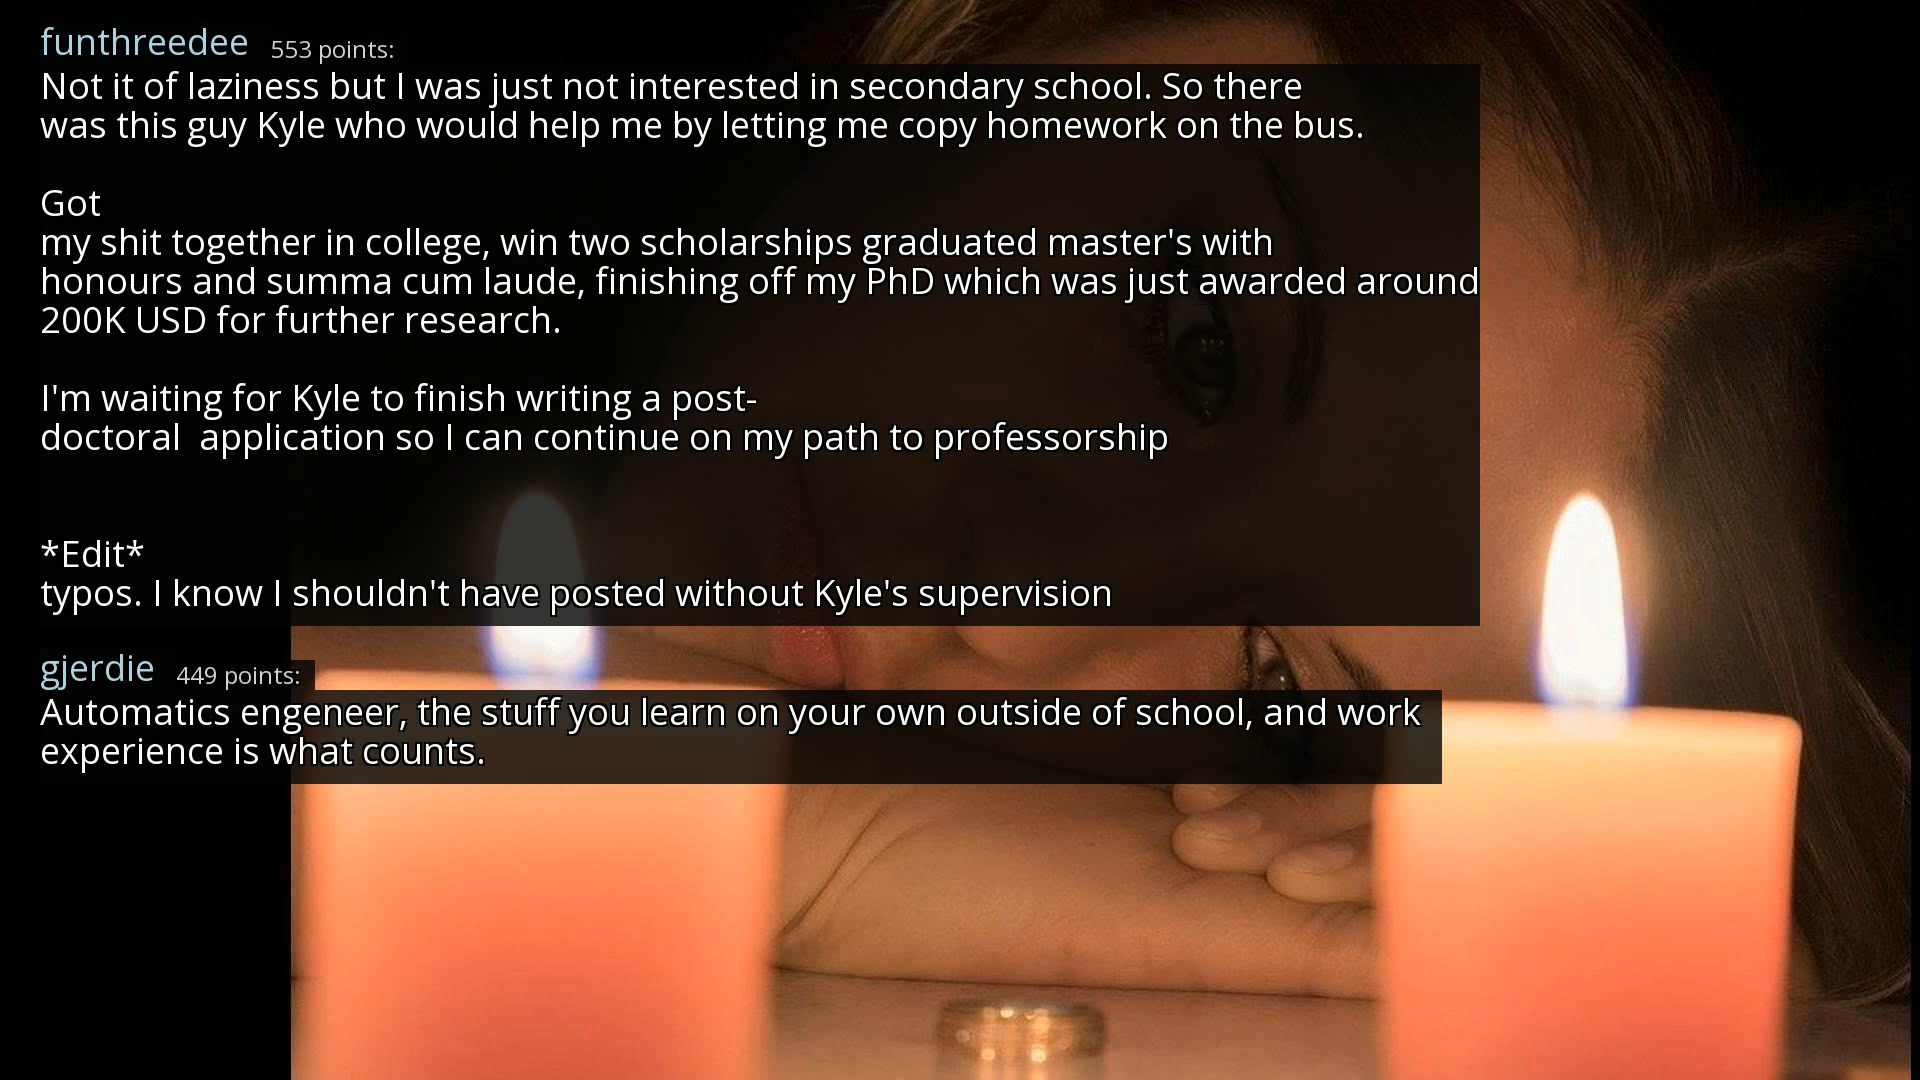 funthreedee 553 points:
Not it of laziness but I was just not interested in secondary school. So there
was this guy Kyle who would help me by letting me copy homework on the bus.
Got
my shit together in college, win two scholarships graduated master's with
honours and summa cum laude, finishing off my PhD which was just awarded around
200K USD for further research.
I'm waiting for Kyle to finish writing a post-
doctoral  application so I can continue on my path to professorship
*Edit*
typos. I know I shouldn't have posted without Kyle's supervision
gjerdie 449 points:
Automatics engeneer, the stuff you learn on your own outside of school, and work
experience is what counts.